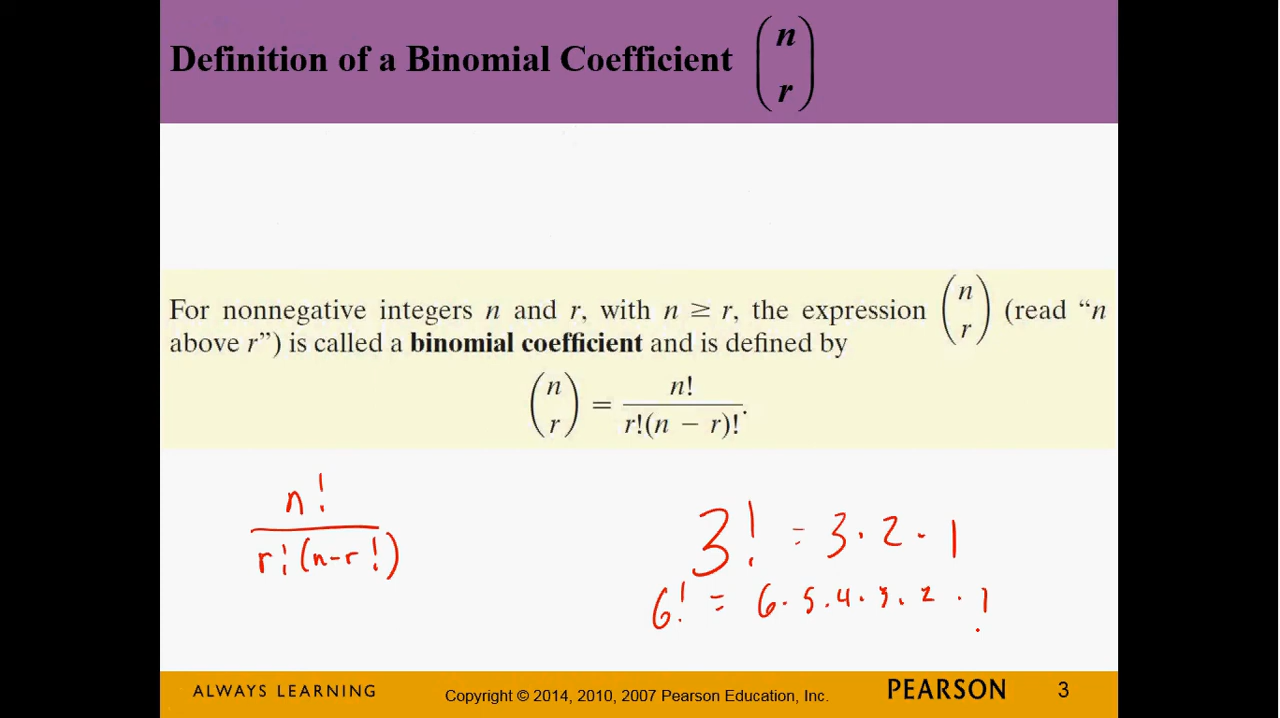 Definition of a Binomial Coefficient (n r)
For nonnegative integers n and r, with n ≥ r, the expression (n r) (read “n
above r”) is called a binomial coefficient and is defined by
(n r) = n! / r!(n − r)!.
n! / r!(n-r!)
3! = 3·2·1
6! = 6·5·4·3·2·1
ALWAYS LEARNING Copyright © 2014, 2010, 2007 Pearson Education, Inc. PEARSON 3